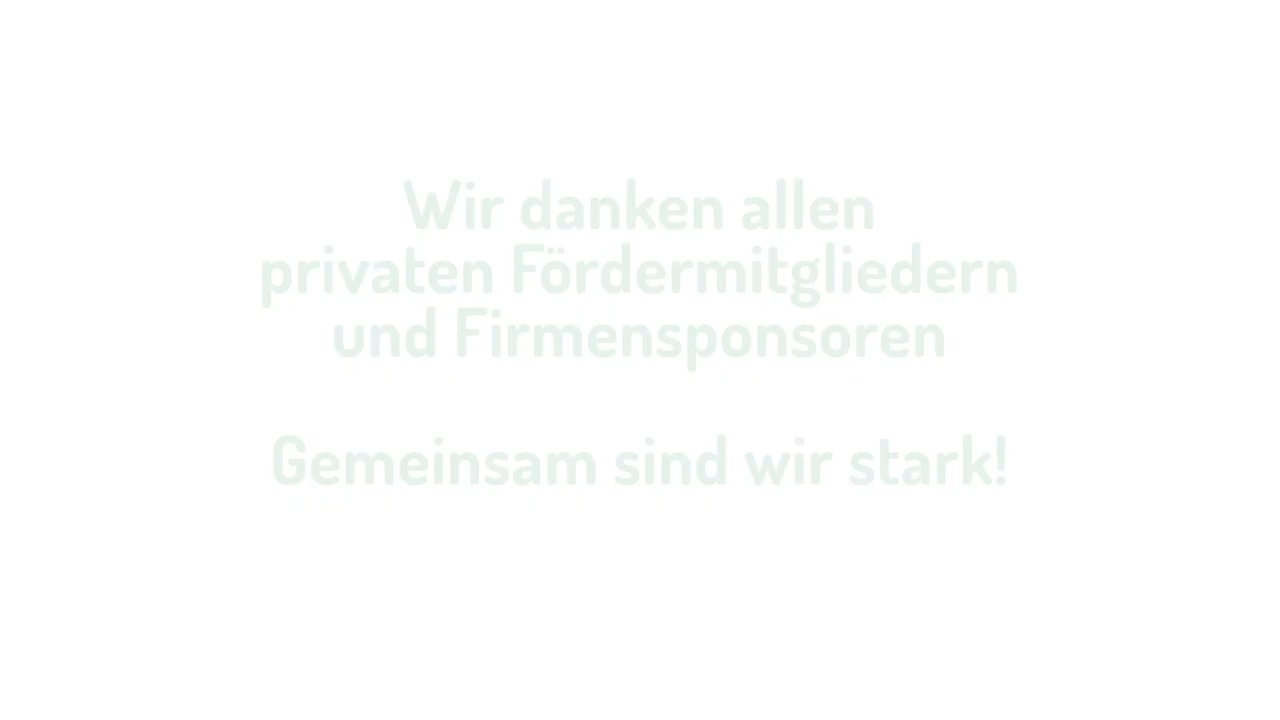 Wir danken allen
privaten Fördermitgliedern
und Firmensponsoren
Gemeinsam sind wir stark!